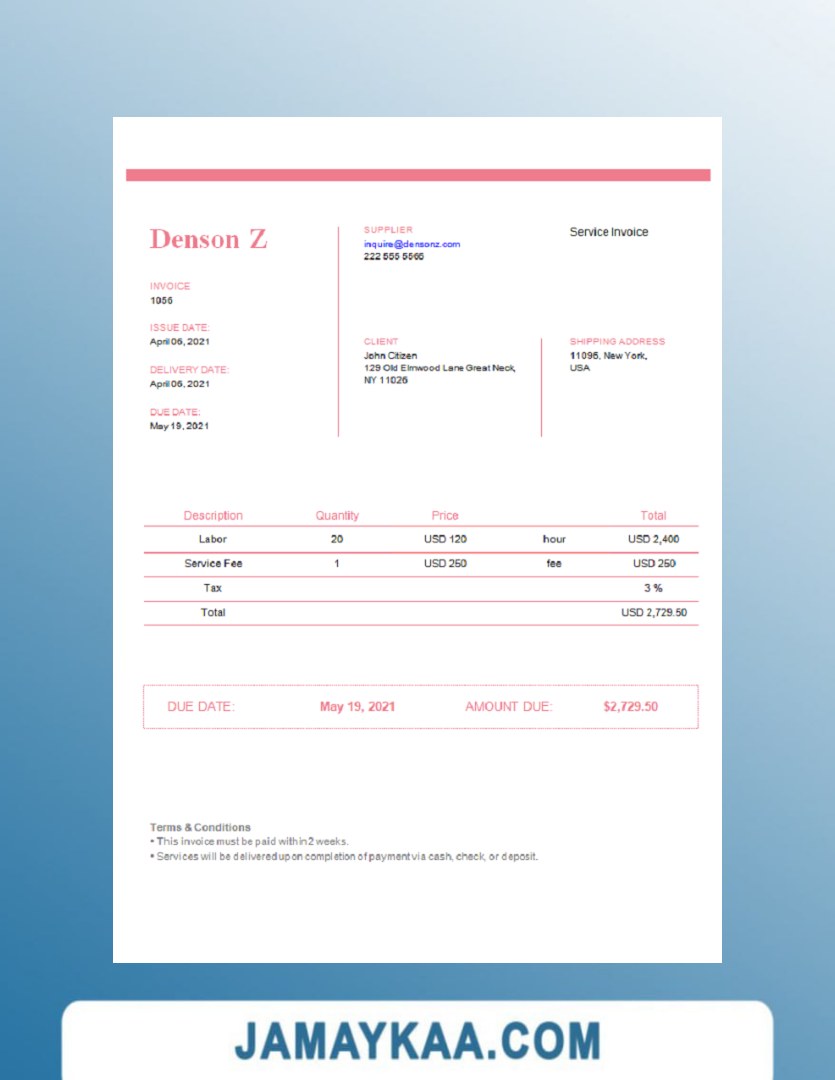 Denson Z
INVOICE
1056
ISSUE DATE:
April 06, 2021
DELIVERY DATE:
April 06, 2021
DUE DATE:
May 19, 2021
SUPPLIER
inquire@densonz.com
222 555 5565
Service Invoice
CLIENT
John Citizen
129 Old Elmwood Lane Great Neck,
NY 11026
SHIPPING ADDRESS
11095, New York,
USA
Description Quantity Price Total
Labor 20 USD 120 hour USD 2,400
Service Fee 1 USD 250 fee USD 250
Tax 3 %
Total USD 2,729.50
DUE DATE: May 19, 2021 AMOUNT DUE: $2,729.50
Terms & Conditions
• This invoice must be paid within 2 weeks.
• Services will be delivered upon completion of payment via cash, check, or deposit.
JAMAYKAA.COM